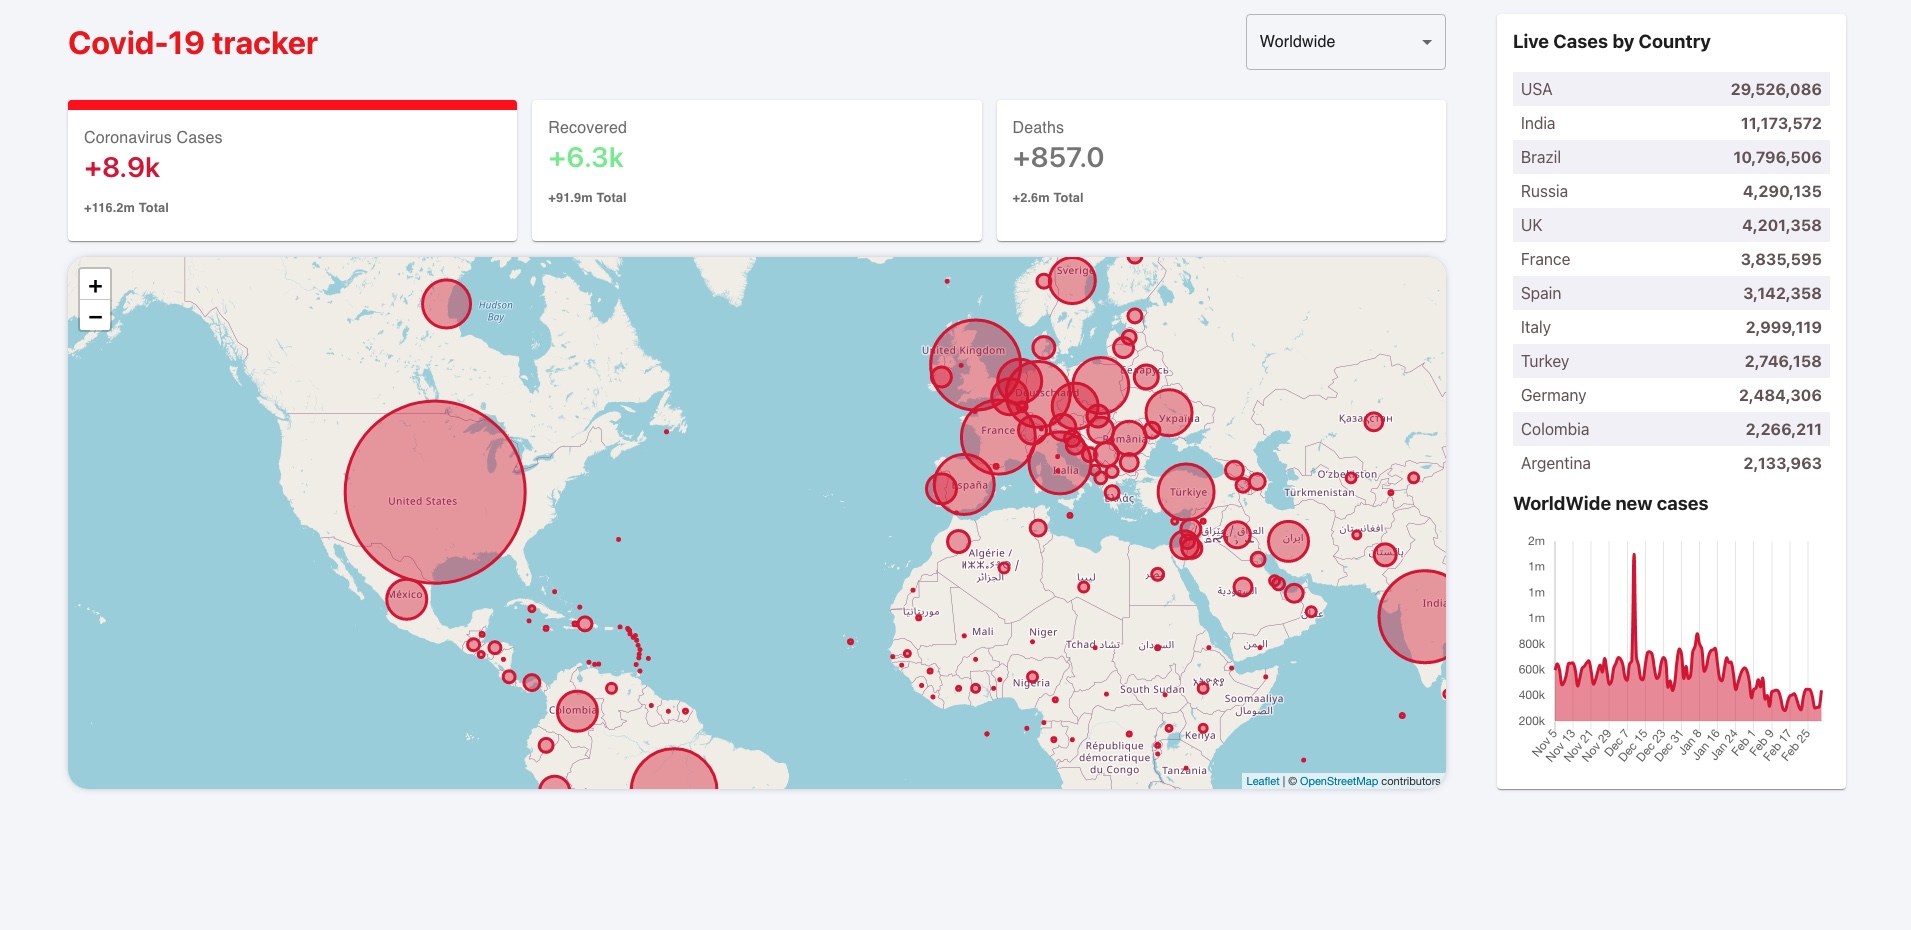 Covid-19 tracker
Worldwide
Coronavirus Cases
+8.9k
+116.2m Total
Recovered
+6.3k
+91.9m Total
Deaths
+857.0
+2.6m Total
+
−
Hudson
Bay
United States
México
Colombia
Sverige
United Kingdom
Беларусь
Deutschland
Україна
France
România
Italia
España
Türkiye
Ελλάς
Қазақстан
O'zbekiston
Türkmenistan
افغانستان
ایران
پاکستان
India
Algérie /
الجزائر
ليبيا
مصر
السعودية
عمان
موريتانيا
Mali
Niger
Tchad تشاد
السودان
اليمن
Nigeria
South Sudan
Soomaaliya
الصومال
Kenya
République
démocratique
du Congo
Tanzania
Leaflet | © OpenStreetMap contributors
Live Cases by Country
USA 29,526,086
India 11,173,572
Brazil 10,796,506
Russia 4,290,135
UK 4,201,358
France 3,835,595
Spain 3,142,358
Italy 2,999,119
Turkey 2,746,158
Germany 2,484,306
Colombia 2,266,211
Argentina 2,133,963
WorldWide new cases
2m
1m
1m
1m
800k
600k
400k
200k
Nov 5
Nov 13
Nov 21
Nov 29
Dec 7
Dec 15
Dec 23
Dec 31
Jan 8
Jan 16
Jan 24
Feb 1
Feb 9
Feb 17
Feb 25